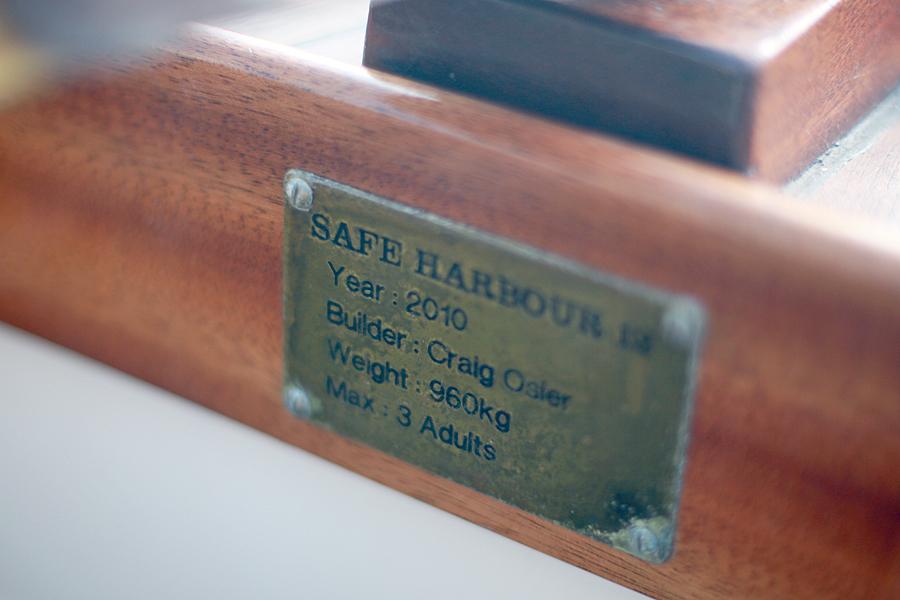 SAFE HARBOUR
Year : 2010
Builder : Craig Osler
Weight : 960kg
Max : 3 Adults